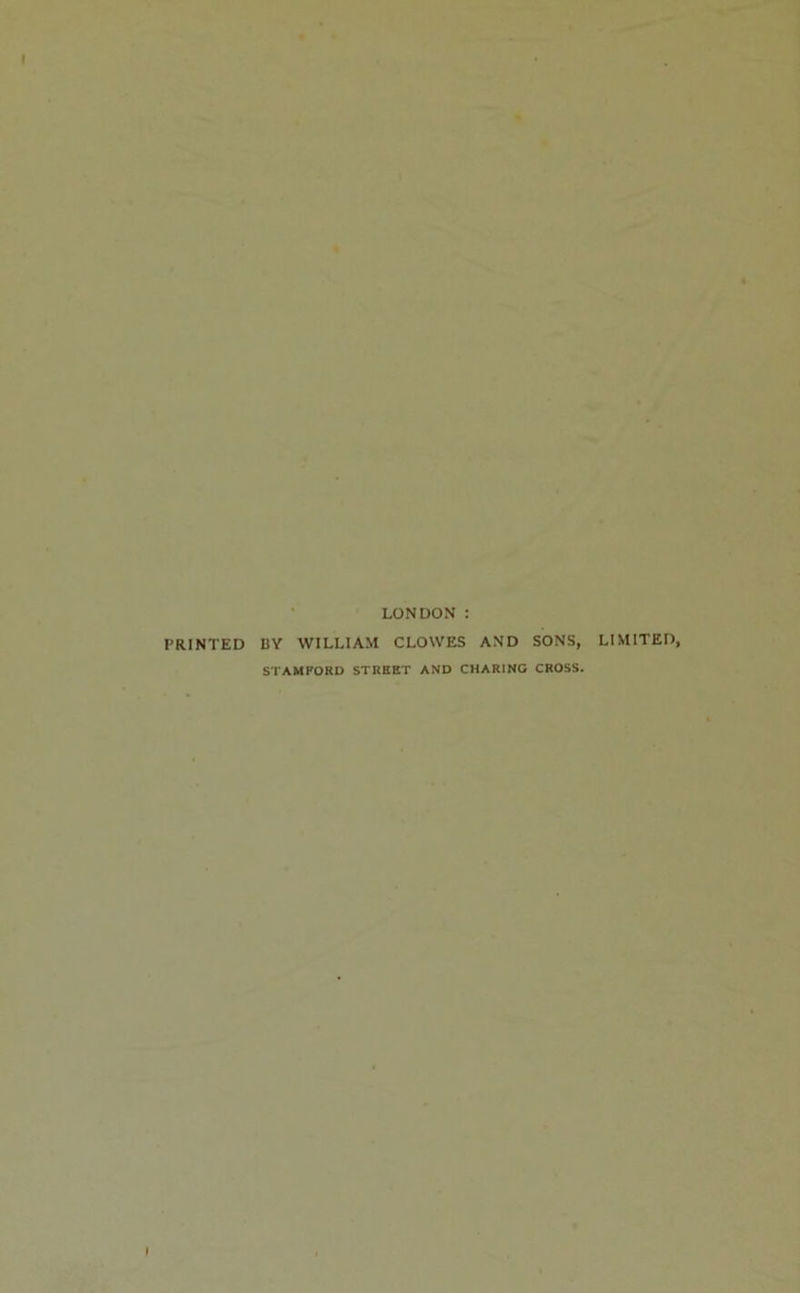 LONDON :
PRINTED BY WILLIAM CLOWES AND SONS, LIMITED,
STAMFORD STREET AND CHARING CROSS.